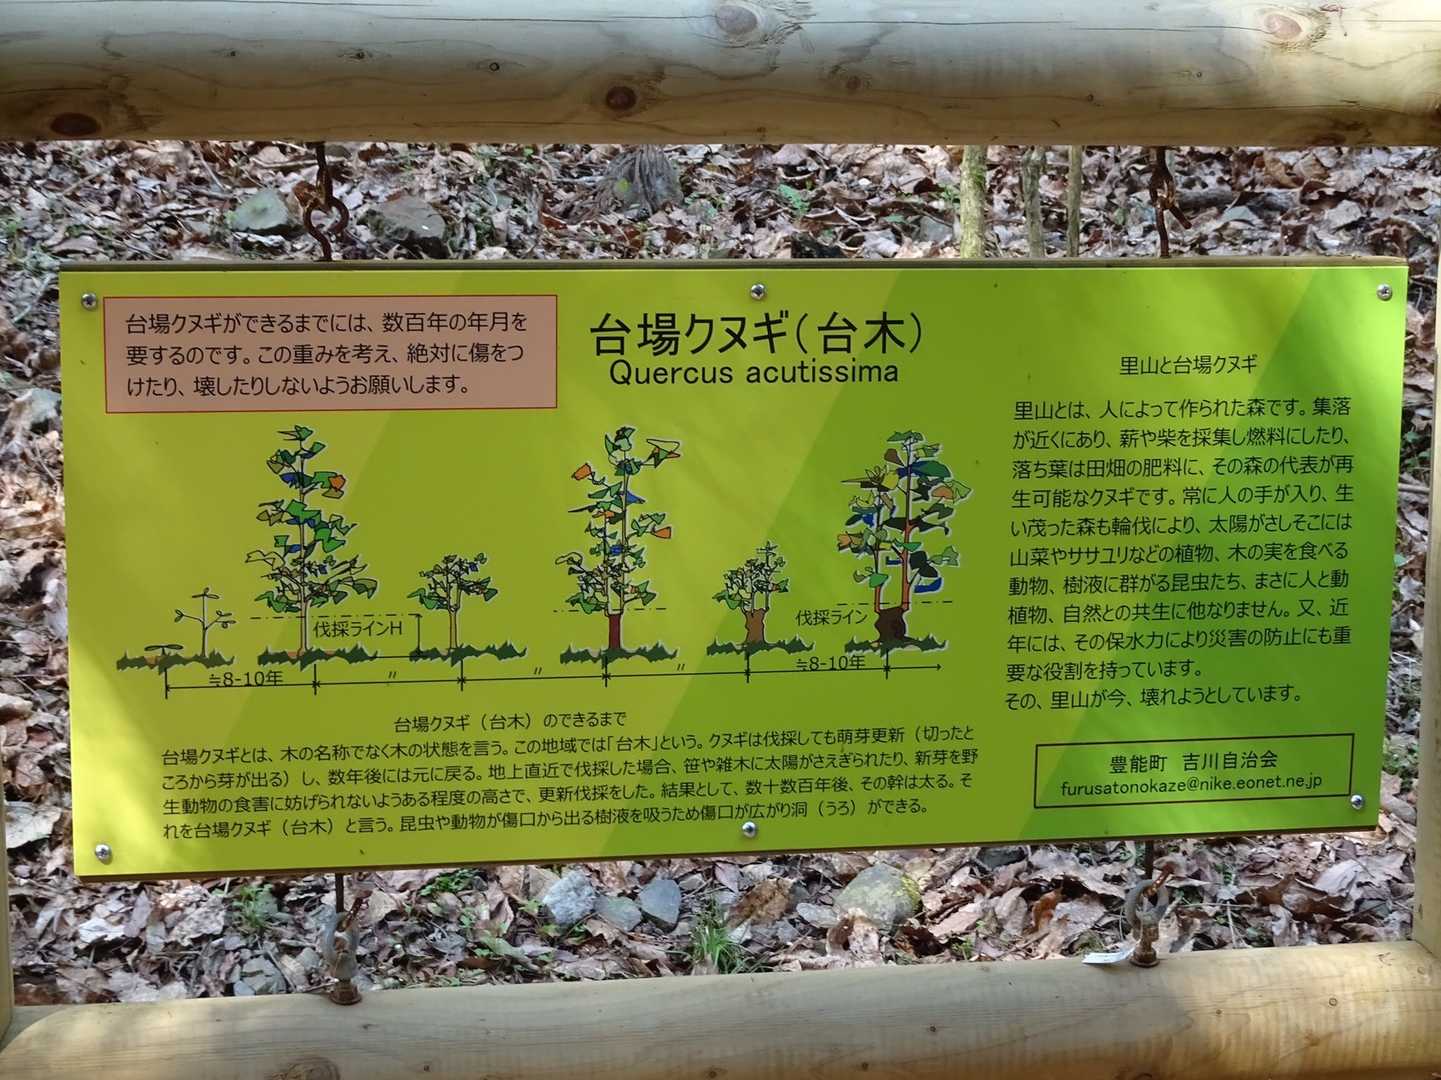 台場クヌギができるまでには、数百年の年月を
要するのです。この重みを考え、絶対に傷をつ
けたり、壊したりしないようお願いします。
台場クヌギ（台木）
Quercus acutissima
伐採ラインH
伐採ライン
≒8-10年
〃
〃
〃
≒8-10年
台場クヌギ（台木）のできるまで
台場クヌギとは、木の名称でなく木の状態を言う。この地域では「台木」という。クヌギは伐採しても萌芽更新（切ったと
ころから芽が出る）し、数年後には元に戻る。地上直近で伐採した場合、笹や雑木に太陽がさえぎられたり、新芽を野
生動物の食害に妨げられないようある程度の高さで、更新伐採をした。結果として、数十数百年後、その幹は太る。そ
れを台場クヌギ（台木）と言う。昆虫や動物が傷口から出る樹液を吸うため傷口が広がり洞（うろ）ができる。
里山と台場クヌギ
里山とは、人によって作られた森です。集落
が近くにあり、薪や柴を採集し燃料にしたり、
落ち葉は田畑の肥料に、その森の代表が再
生可能なクヌギです。常に人の手が入り、生
い茂った森も輪伐により、太陽がさしそこには
山菜やササユリなどの植物、木の実を食べる
動物、樹液に群がる昆虫たち、まさに人と動
植物、自然との共生に他なりません。又、近
年には、その保水力により災害の防止にも重
要な役割を持っています。
その、里山が今、壊れようとしています。
豊能町　吉川自治会
furusatonokaze@nike.eonet.ne.jp